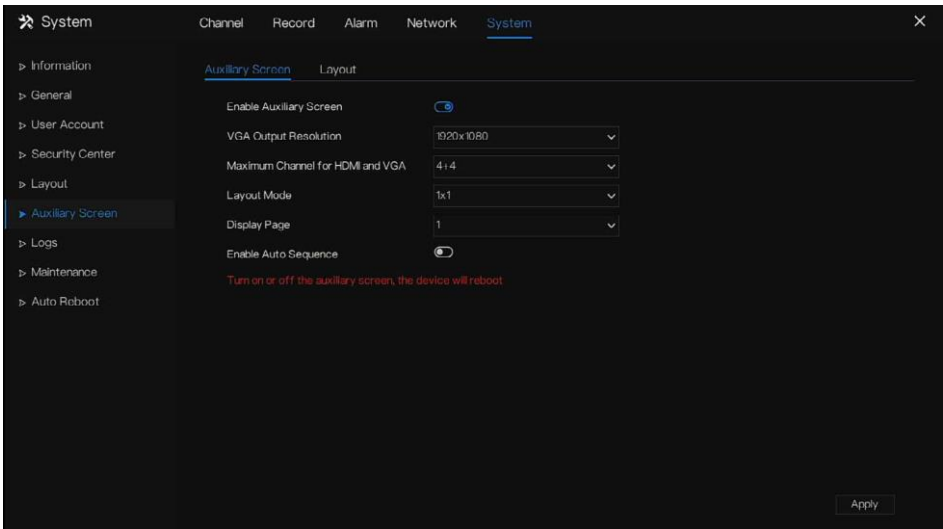 System Channel Record Alarm Network System
Information
General
User Account
Security Center
Layout
Auxiliary Screen
Logs
Maintenance
Auto Reboot
Auxiliary Screen Layout
Enable Auxiliary Screen
VGA Output Resolution 1920x1080
Maximum Channel for HDMI and VGA 4+4
Layout Mode 1x1
Display Page 1
Enable Auto Sequence
Turn on or off the auxiliary screen, the device will reboot
Apply